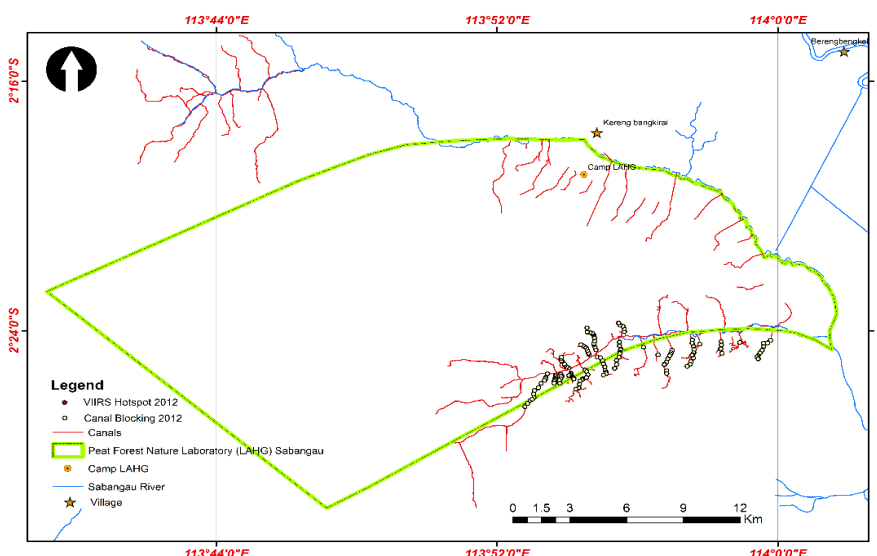 113°44'0"E
113°52'0"E
114°0'0"E
Berengbengkel
2°16'0"S
Kereng bangkirai
Camp LAHG
2°24'0"S
Legend
VIIRS Hotspot 2012
Canal Blocking 2012
Canals
Peat Forest Nature Laboratory (LAHG) Sabangau
Camp LAHG
Sabangau River
Village
0 1.5 3 6 9 12
Km
113°44'0"E
113°52'0"E
114°0'0"E